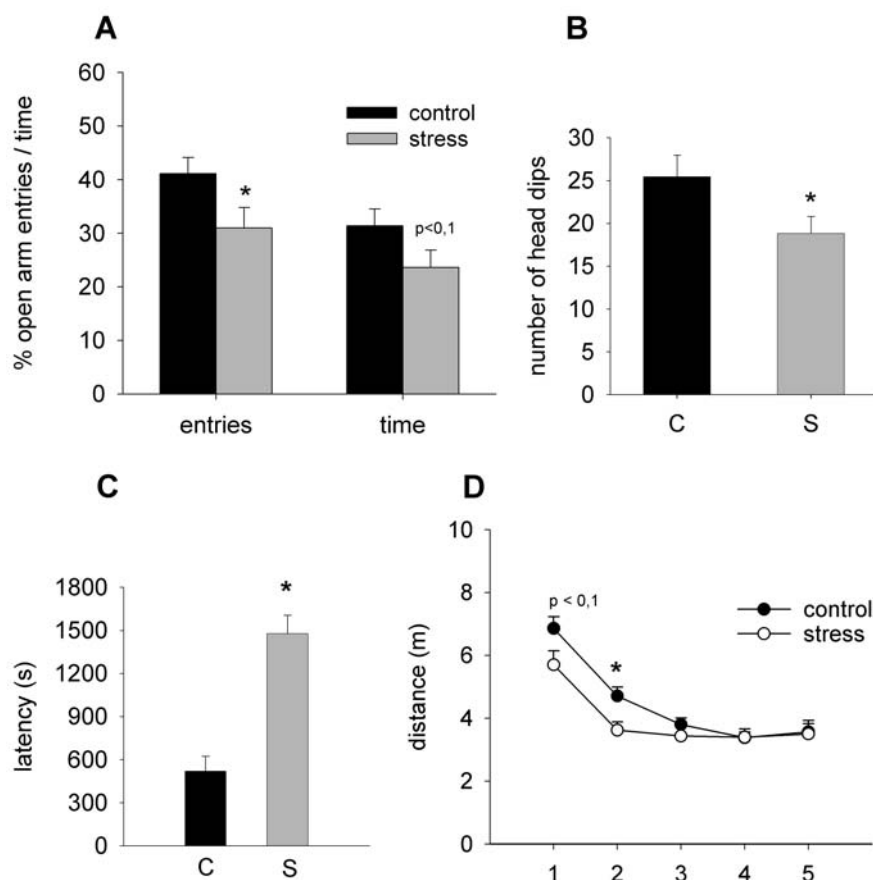 A
% open arm entries / time
60
50
40
30
20
10
0
control
stress
*
p<0,1
entries
time
B
number of head dips
30
25
20
15
10
5
0
*
C
S
C
latency (s)
1800
1500
1200
900
600
300
0
*
C
S
D
distance (m)
10
8
6
4
2
0
p < 0,1
*
control
stress
1
2
3
4
5